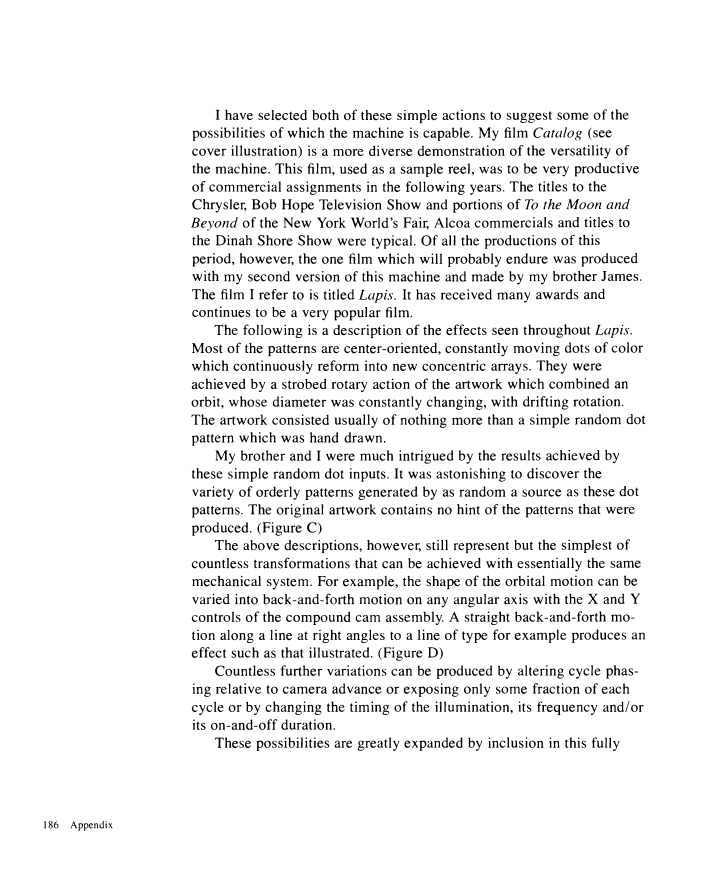 I have selected both of these simple actions to suggest some of the
possibilities of which the machine is capable. My film Catalog (see
cover illustration) is a more diverse demonstration of the versatility of
the machine. This film, used as a sample reel, was to be very productive
of commercial assignments in the following years. The titles to the
Chrysler, Bob Hope Television Show and portions of To the Moon and
Beyond of the New York World's Fair, Alcoa commercials and titles to
the Dinah Shore Show were typical. Of all the productions of this
period, however, the one film which will probably endure was produced
with my second version of this machine and made by my brother James.
The film I refer to is titled Lapis. It has received many awards and
continues to be a very popular film.
The following is a description of the effects seen throughout Lapis.
Most of the patterns are center-oriented, constantly moving dots of color
which continuously reform into new concentric arrays. They were
achieved by a strobed rotary action of the artwork which combined an
orbit, whose diameter was constantly changing, with drifting rotation.
The artwork consisted usually of nothing more than a simple random dot
pattern which was hand drawn.
My brother and I were much intrigued by the results achieved by
these simple random dot inputs. It was astonishing to discover the
variety of orderly patterns generated by as random a source as these dot
patterns. The original artwork contains no hint of the patterns that were
produced. (Figure C)
The above descriptions, however, still represent but the simplest of
countless transformations that can be achieved with essentially the same
mechanical system. For example, the shape of the orbital motion can be
varied into back-and-forth motion on any angular axis with the X and Y
controls of the compound cam assembly. A straight back-and-forth mo-
tion along a line at right angles to a line of type for example produces an
effect such as that illustrated. (Figure D)
Countless further variations can be produced by altering cycle phas-
ing relative to camera advance or exposing only some fraction of each
cycle or by changing the timing of the illumination, its frequency and/or
its on-and-off duration.
These possibilities are greatly expanded by inclusion in this fully
186 Appendix